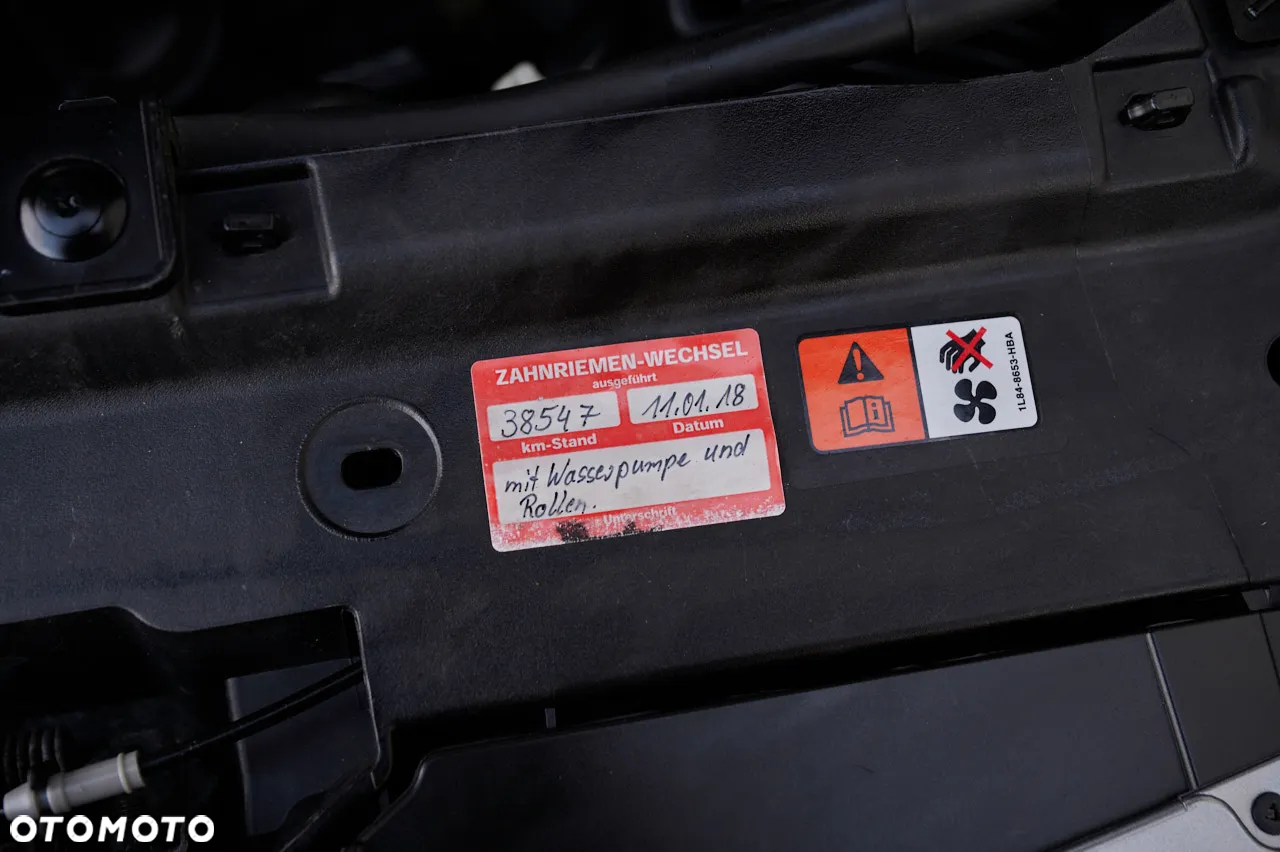 ZAHNRIEMEN-WECHSEL
ausgeführt
38547 11.01.18
km-Stand Datum
mit Wasserpumpe und
Rollen.
Unterschrift
1L84-8653-HBA
OTOMOTO